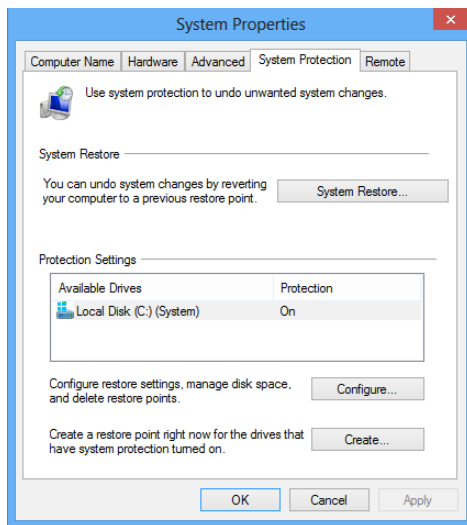 System Properties
Computer Name Hardware Advanced System Protection Remote
Use system protection to undo unwanted system changes.
System Restore
You can undo system changes by reverting
your computer to a previous restore point.
System Restore...
Protection Settings
Available Drives Protection
Local Disk (C:) (System) On
Configure restore settings, manage disk space,
and delete restore points.
Configure...
Create a restore point right now for the drives that
have system protection turned on.
Create...
OK Cancel Apply